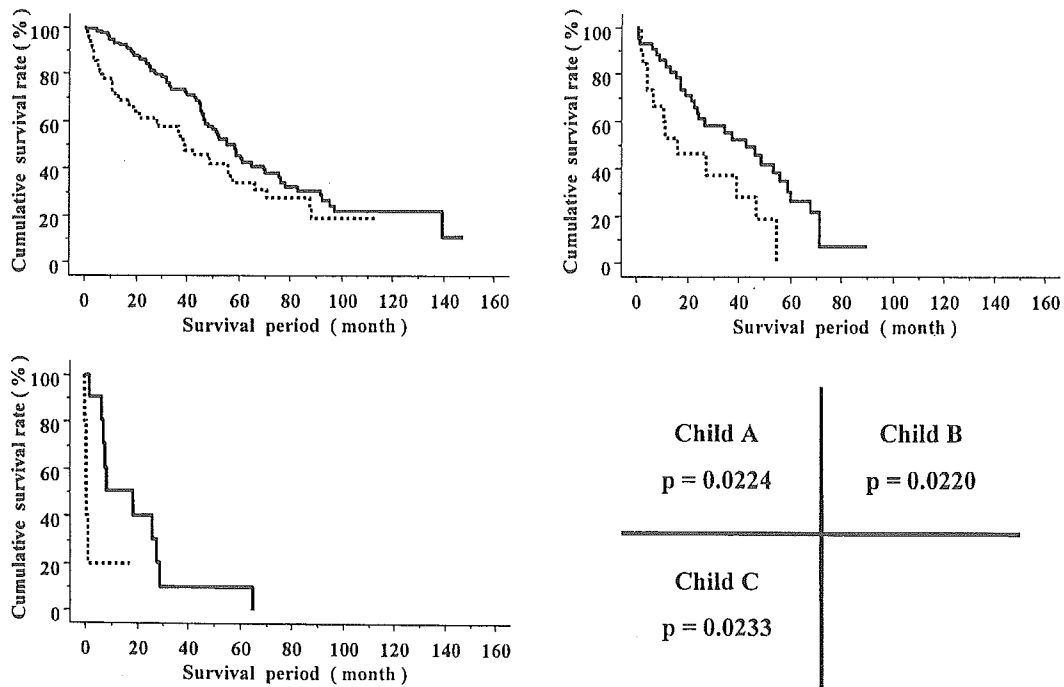 Cumulative survival rate ( % )
100
80
60
40
20
0
0 20 40 60 80 100 120 140 160
Survival period ( month )
Cumulative survival rate ( % )
100
80
60
40
20
0
0 20 40 60 80 100 120 140 160
Survival period ( month )
Cumulative survival rate ( % )
100
80
60
40
20
0
0 20 40 60 80 100 120 140 160
Survival period ( month )
Child A
p = 0.0224
Child B
p = 0.0220
Child C
p = 0.0233